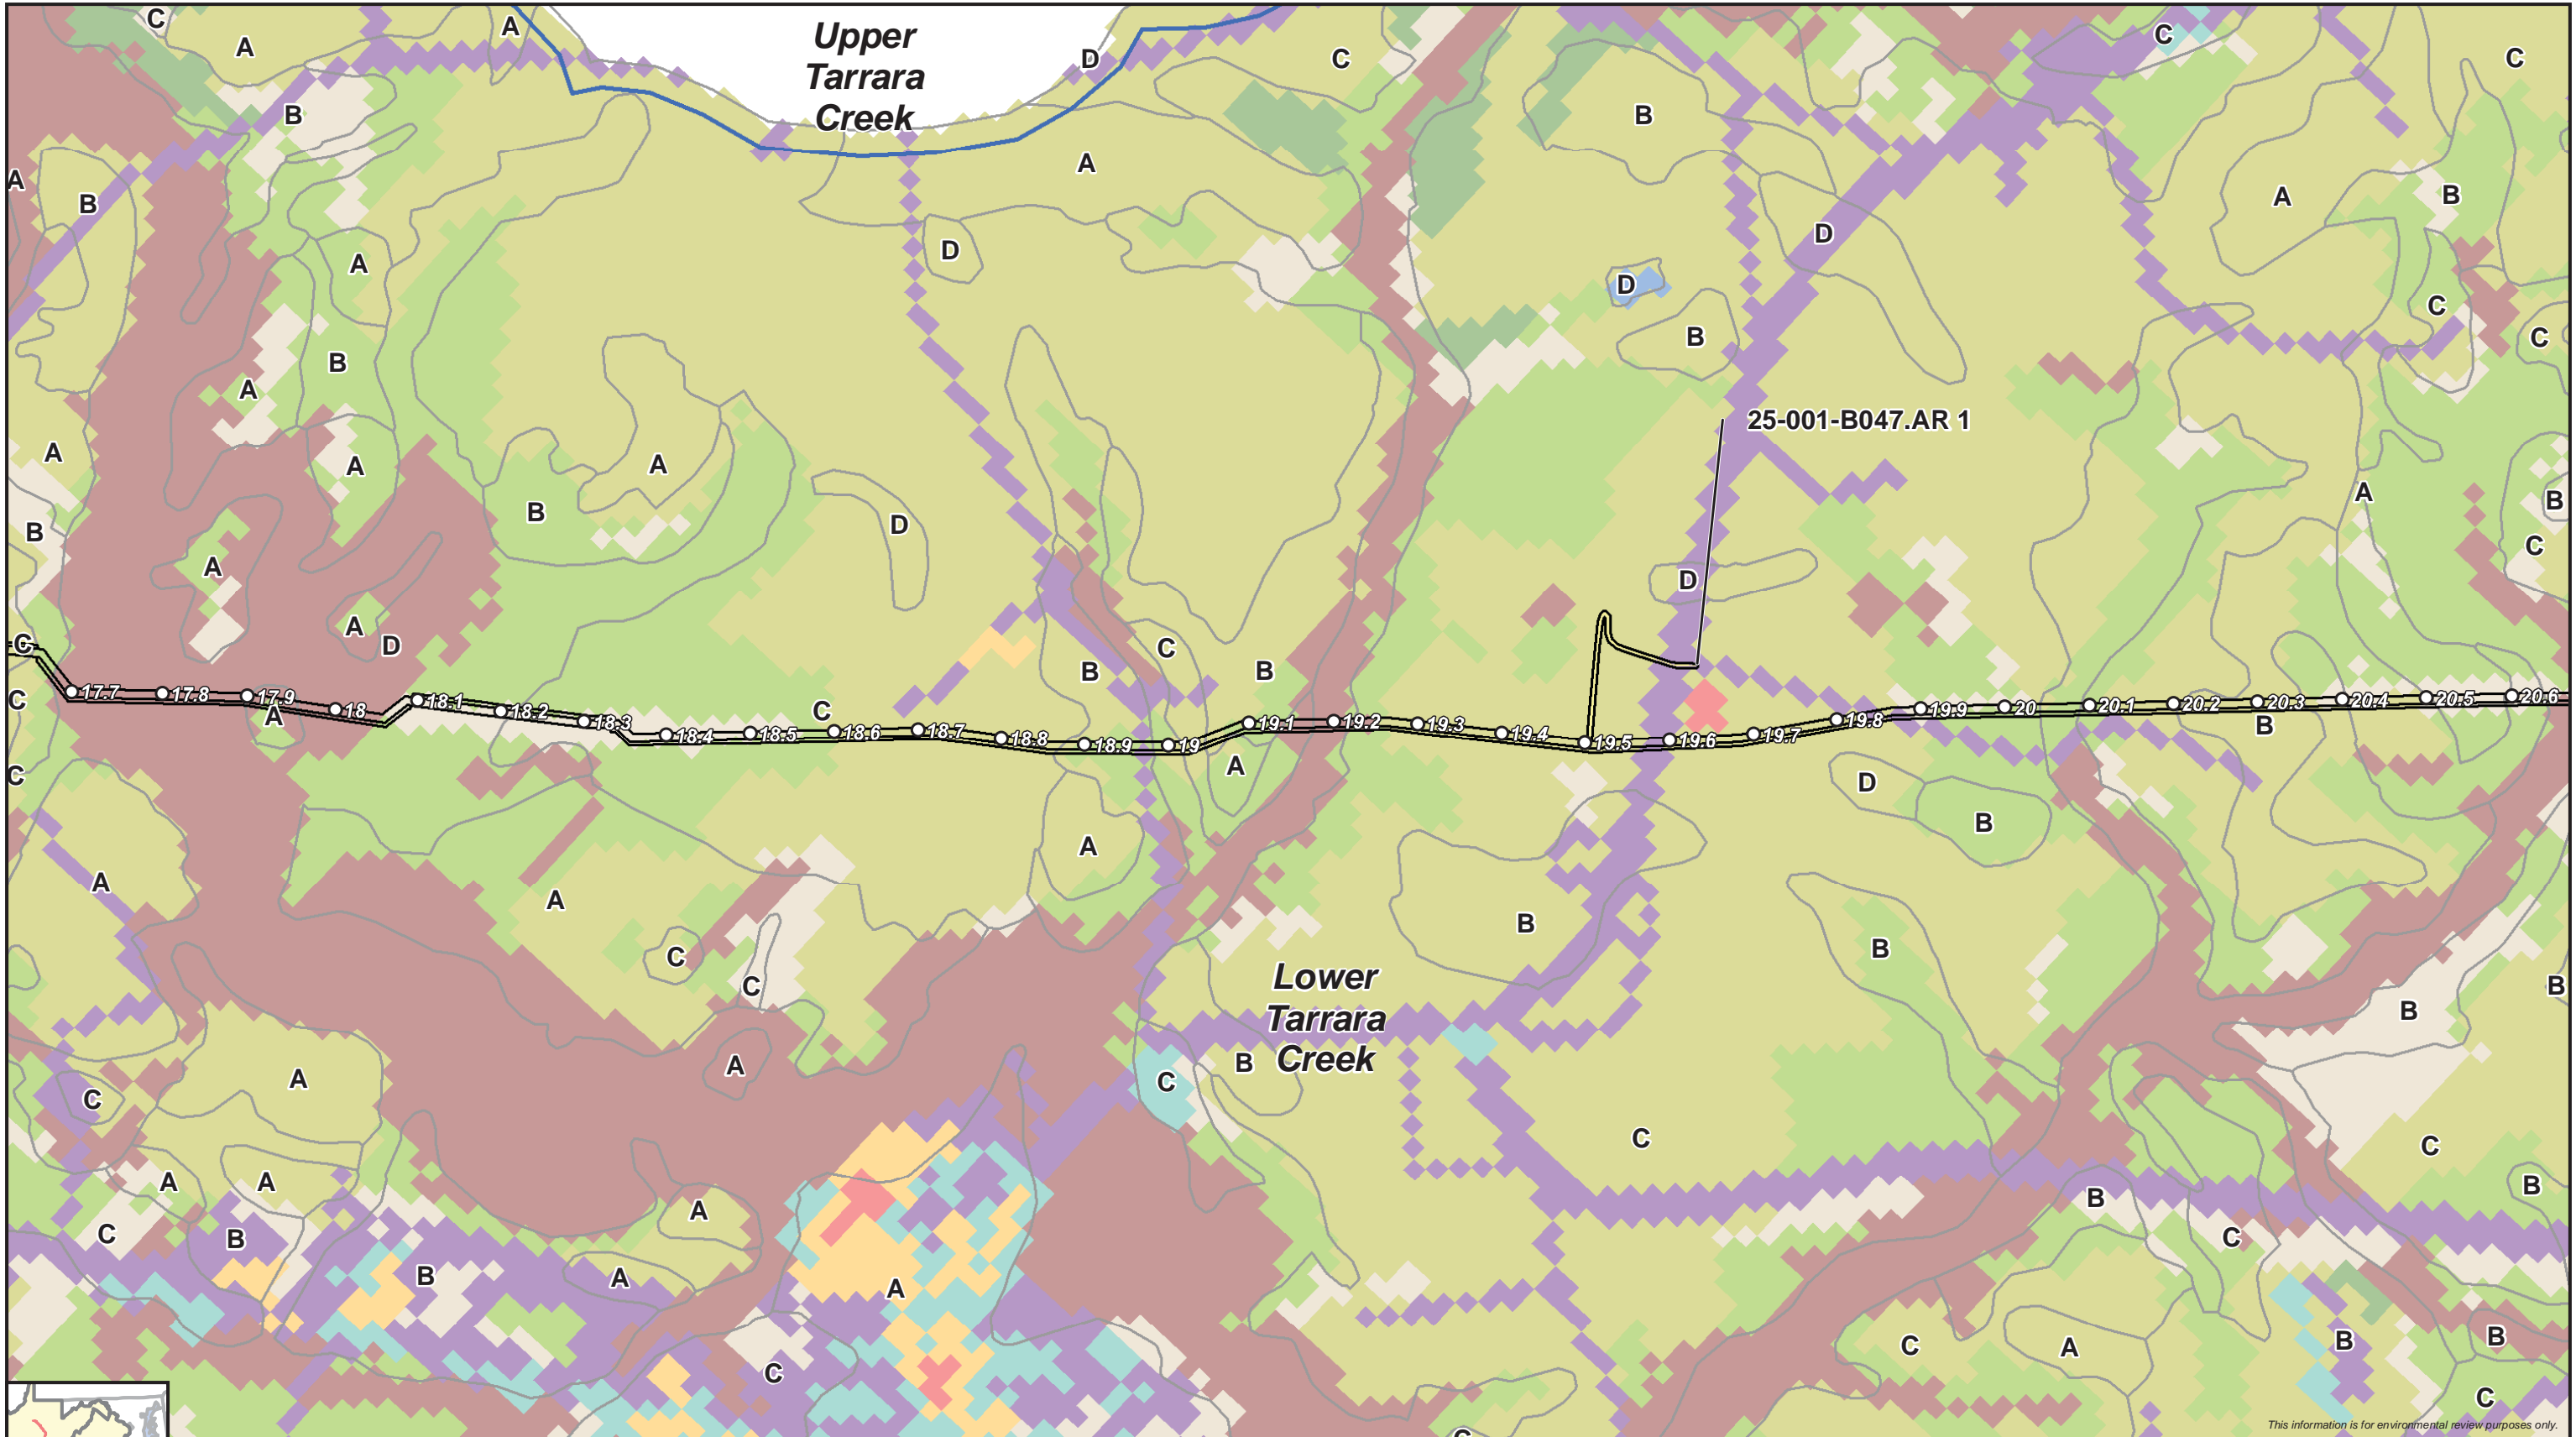 C
A
A
Upper
Tarrara
Creek
D
C
C
C
B
B
A
A
B
D
A
B
D
A
D
B
C
B
C
B
A
25-001-B047.AR 1
A
A
A
B
A
B
B
D
C
A
D
A
D
C
C
B
B
17.7
17.8
17.9
18
18.1
18.2
18.3
18.4
18.5
18.6
18.7
18.8
18.9
19
19.1
19.2
19.3
19.4
19.5
19.6
19.7
19.8
19.9
20
20.1
20.2
20.3
20.4
20.5
20.6
C
A
C
B
C
A
D
B
A
A
A
B
B
C
C
Lower
Tarrara
Creek
B
B
A
B
C
A
C
C
C
A
A
B
B
A
C
B
C
B
A
A
B
B
C
A
C
C
C
This information is for environmental review purposes only.